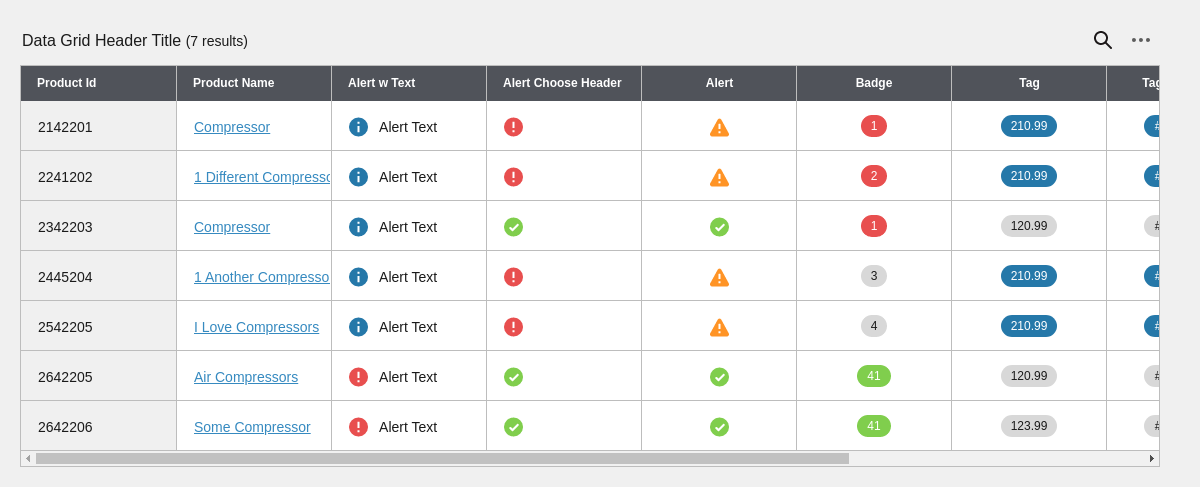 Data Grid Header Title (7 results)
Product Id Product Name Alert w Text Alert Choose Header Alert Badge Tag
2142201 Compressor Alert Text 1 210.99 #
2241202 1 Different Alert Text 2 210.99 #
2342203 Compressor Alert Text 1 120.99 #
2445204 1 Another Alert Text 3 210.99 #
2542205 I Love Compressors Alert Text 4 210.99 #
2642205 Air Compressors Alert Text 41 120.99 #
2642206 Some Compressor Alert Text 41 123.99 #